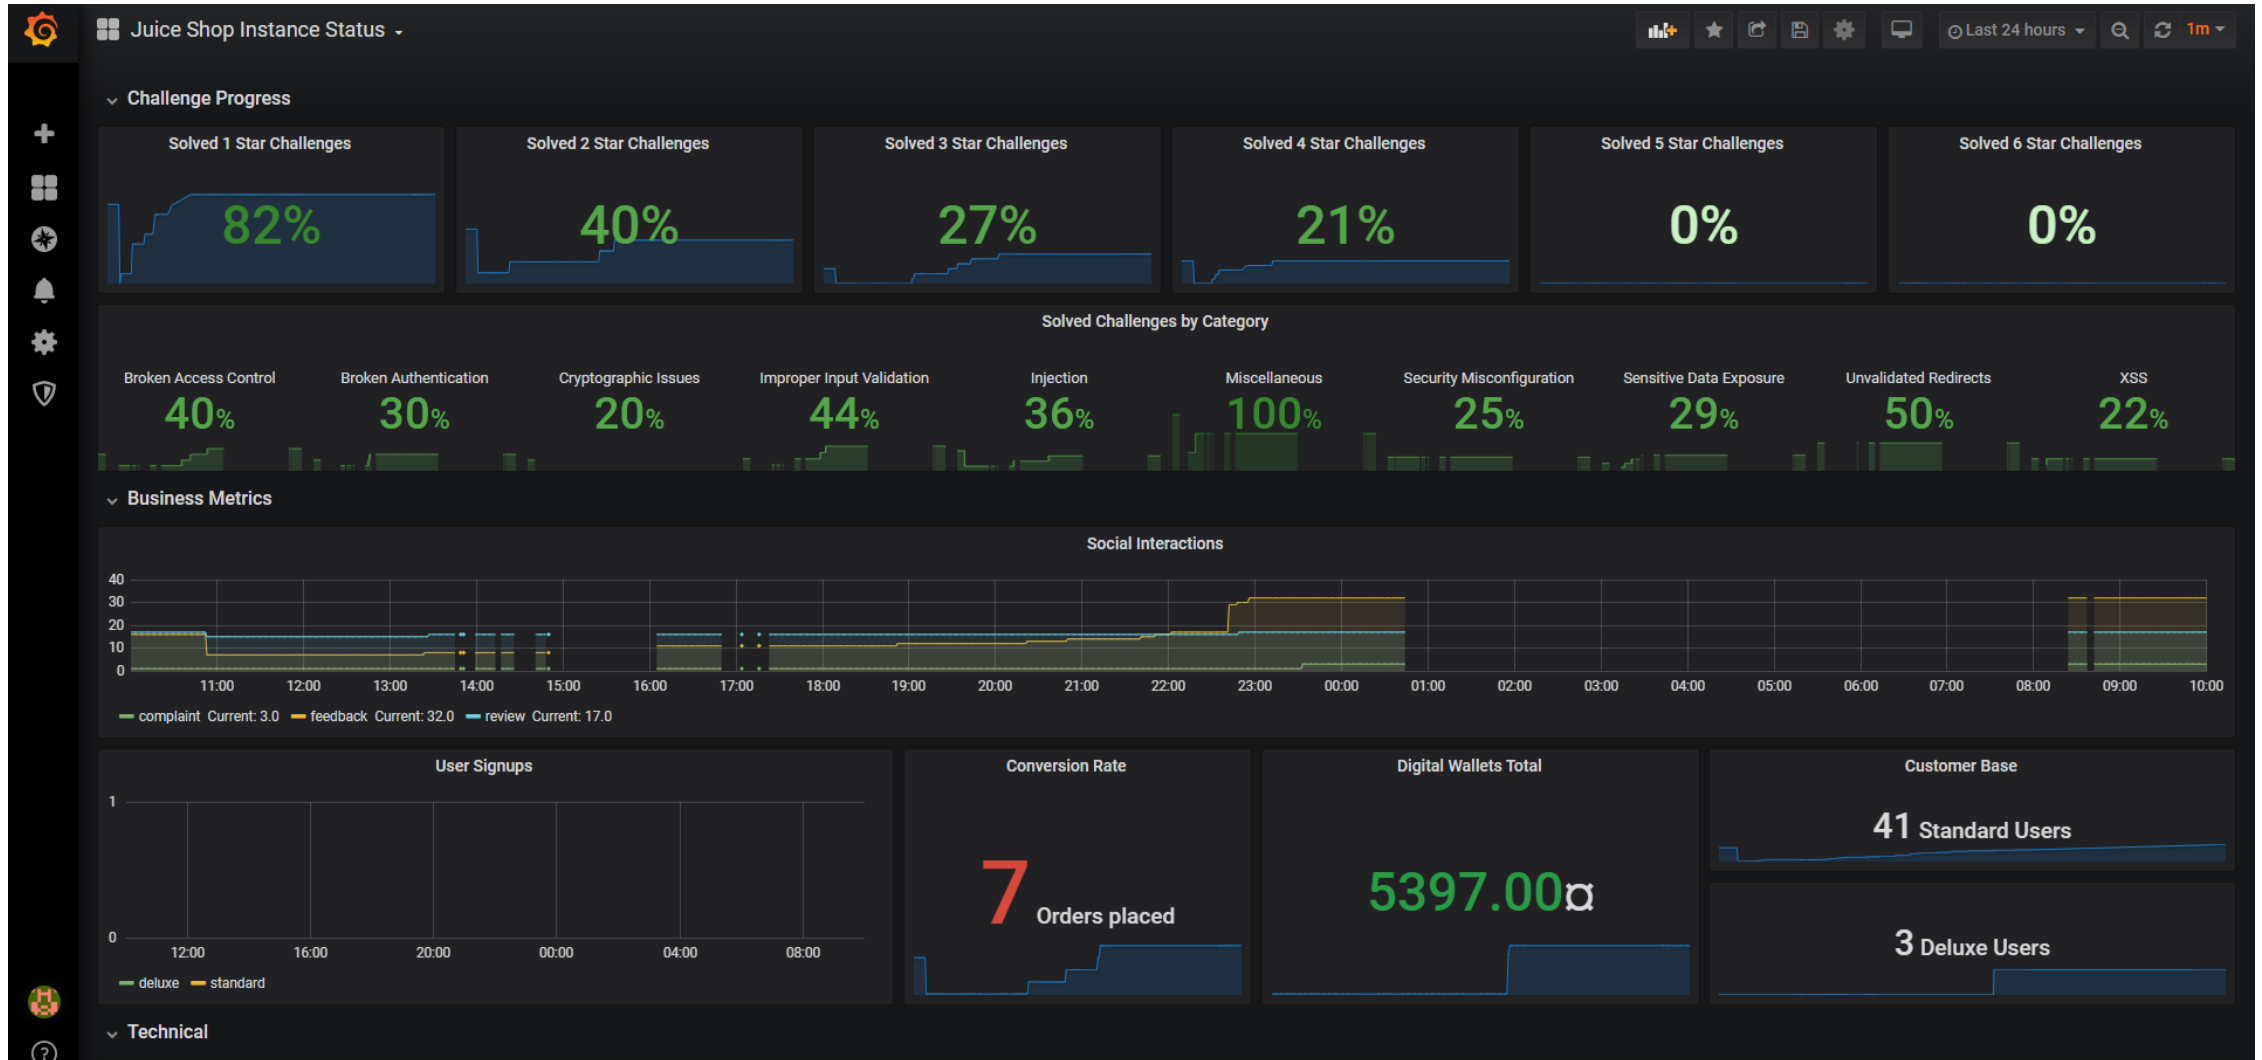 Juice Shop Instance Status
Last 24 hours
1m
Challenge Progress
Solved 1 Star Challenges
82%
Solved 2 Star Challenges
40%
Solved 3 Star Challenges
27%
Solved 4 Star Challenges
21%
Solved 5 Star Challenges
0%
Solved 6 Star Challenges
0%
Solved Challenges by Category
Broken Access Control
40%
Broken Authentication
30%
Cryptographic Issues
20%
Improper Input Validation
44%
Injection
36%
Miscellaneous
100%
Security Misconfiguration
25%
Sensitive Data Exposure
29%
Unvalidated Redirects
50%
XSS
22%
Business Metrics
Social Interactions
40
30
20
10
0
11:00 12:00 13:00 14:00 15:00 16:00 17:00 18:00 19:00 20:00 21:00 22:00 23:00 00:00 01:00 02:00 03:00 04:00 05:00 06:00 07:00 08:00 09:00 10:00
complaint Current: 3.0 feedback Current: 32.0 review Current: 17.0
User Signups
1
0
12:00 16:00 20:00 00:00 04:00 08:00
deluxe standard
Conversion Rate
7 Orders placed
Digital Wallets Total
5397.00¤
Customer Base
41 Standard Users
3 Deluxe Users
Technical